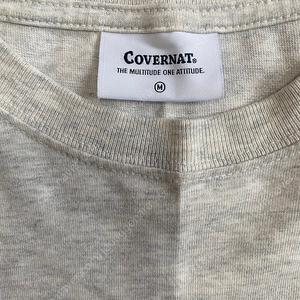 COVERNAT®
THE MULTITUDE ONE ATTITUDE.
M